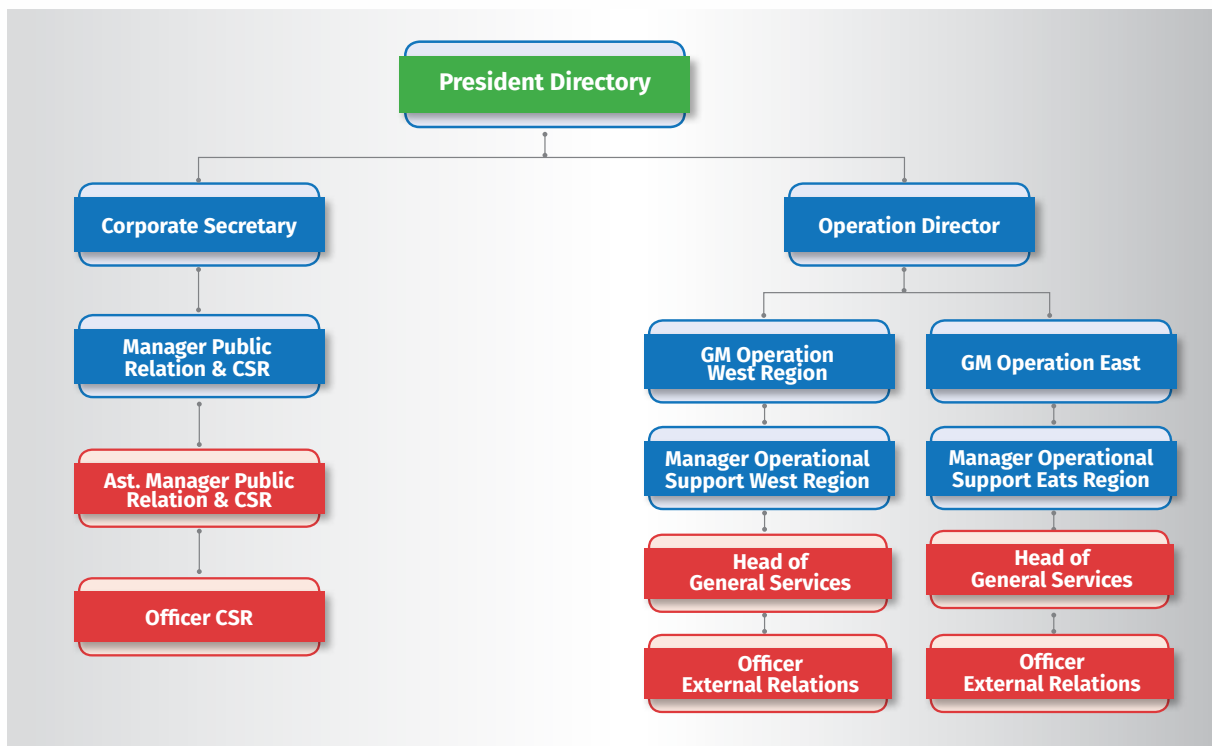 President Directory
Corporate Secretary
Operation Director
Manager Public
Relation & CSR
GM Operation
West Region
GM Operation East
Ast. Manager Public
Relation & CSR
Manager Operational
Support West Region
Manager Operational
Support Eats Region
Officer CSR
Head of
General Services
Head of
General Services
Officer
External Relations
Officer
External Relations